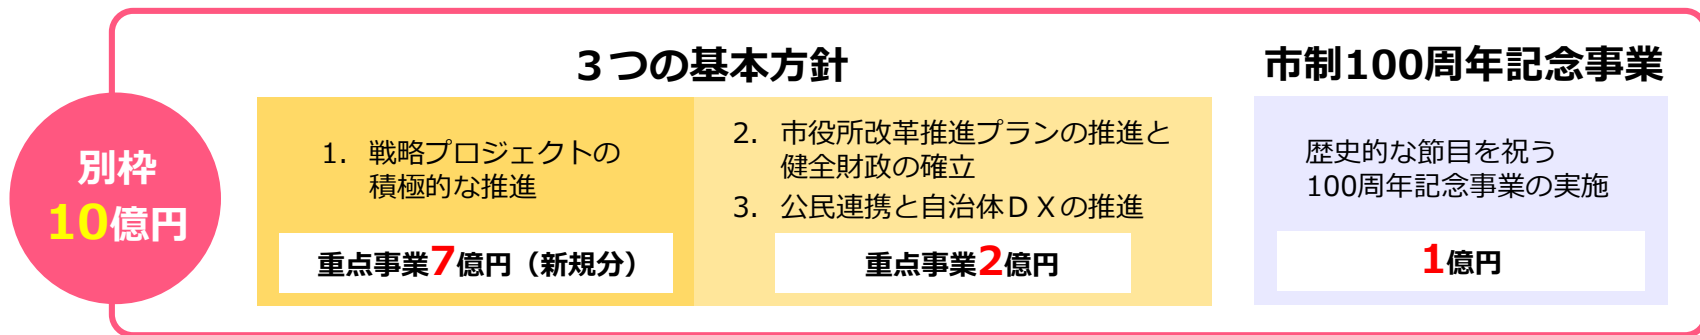 別枠
10億円
3つの基本方針
1. 戦略プロジェクトの
積極的な推進
重点事業7億円（新規分）
2. 市役所改革推進プランの推進と
健全財政の確立
3. 公民連携と自治体ＤＸの推進
重点事業2億円
市制100周年記念事業
歴史的な節目を祝う
100周年記念事業の実施
1億円